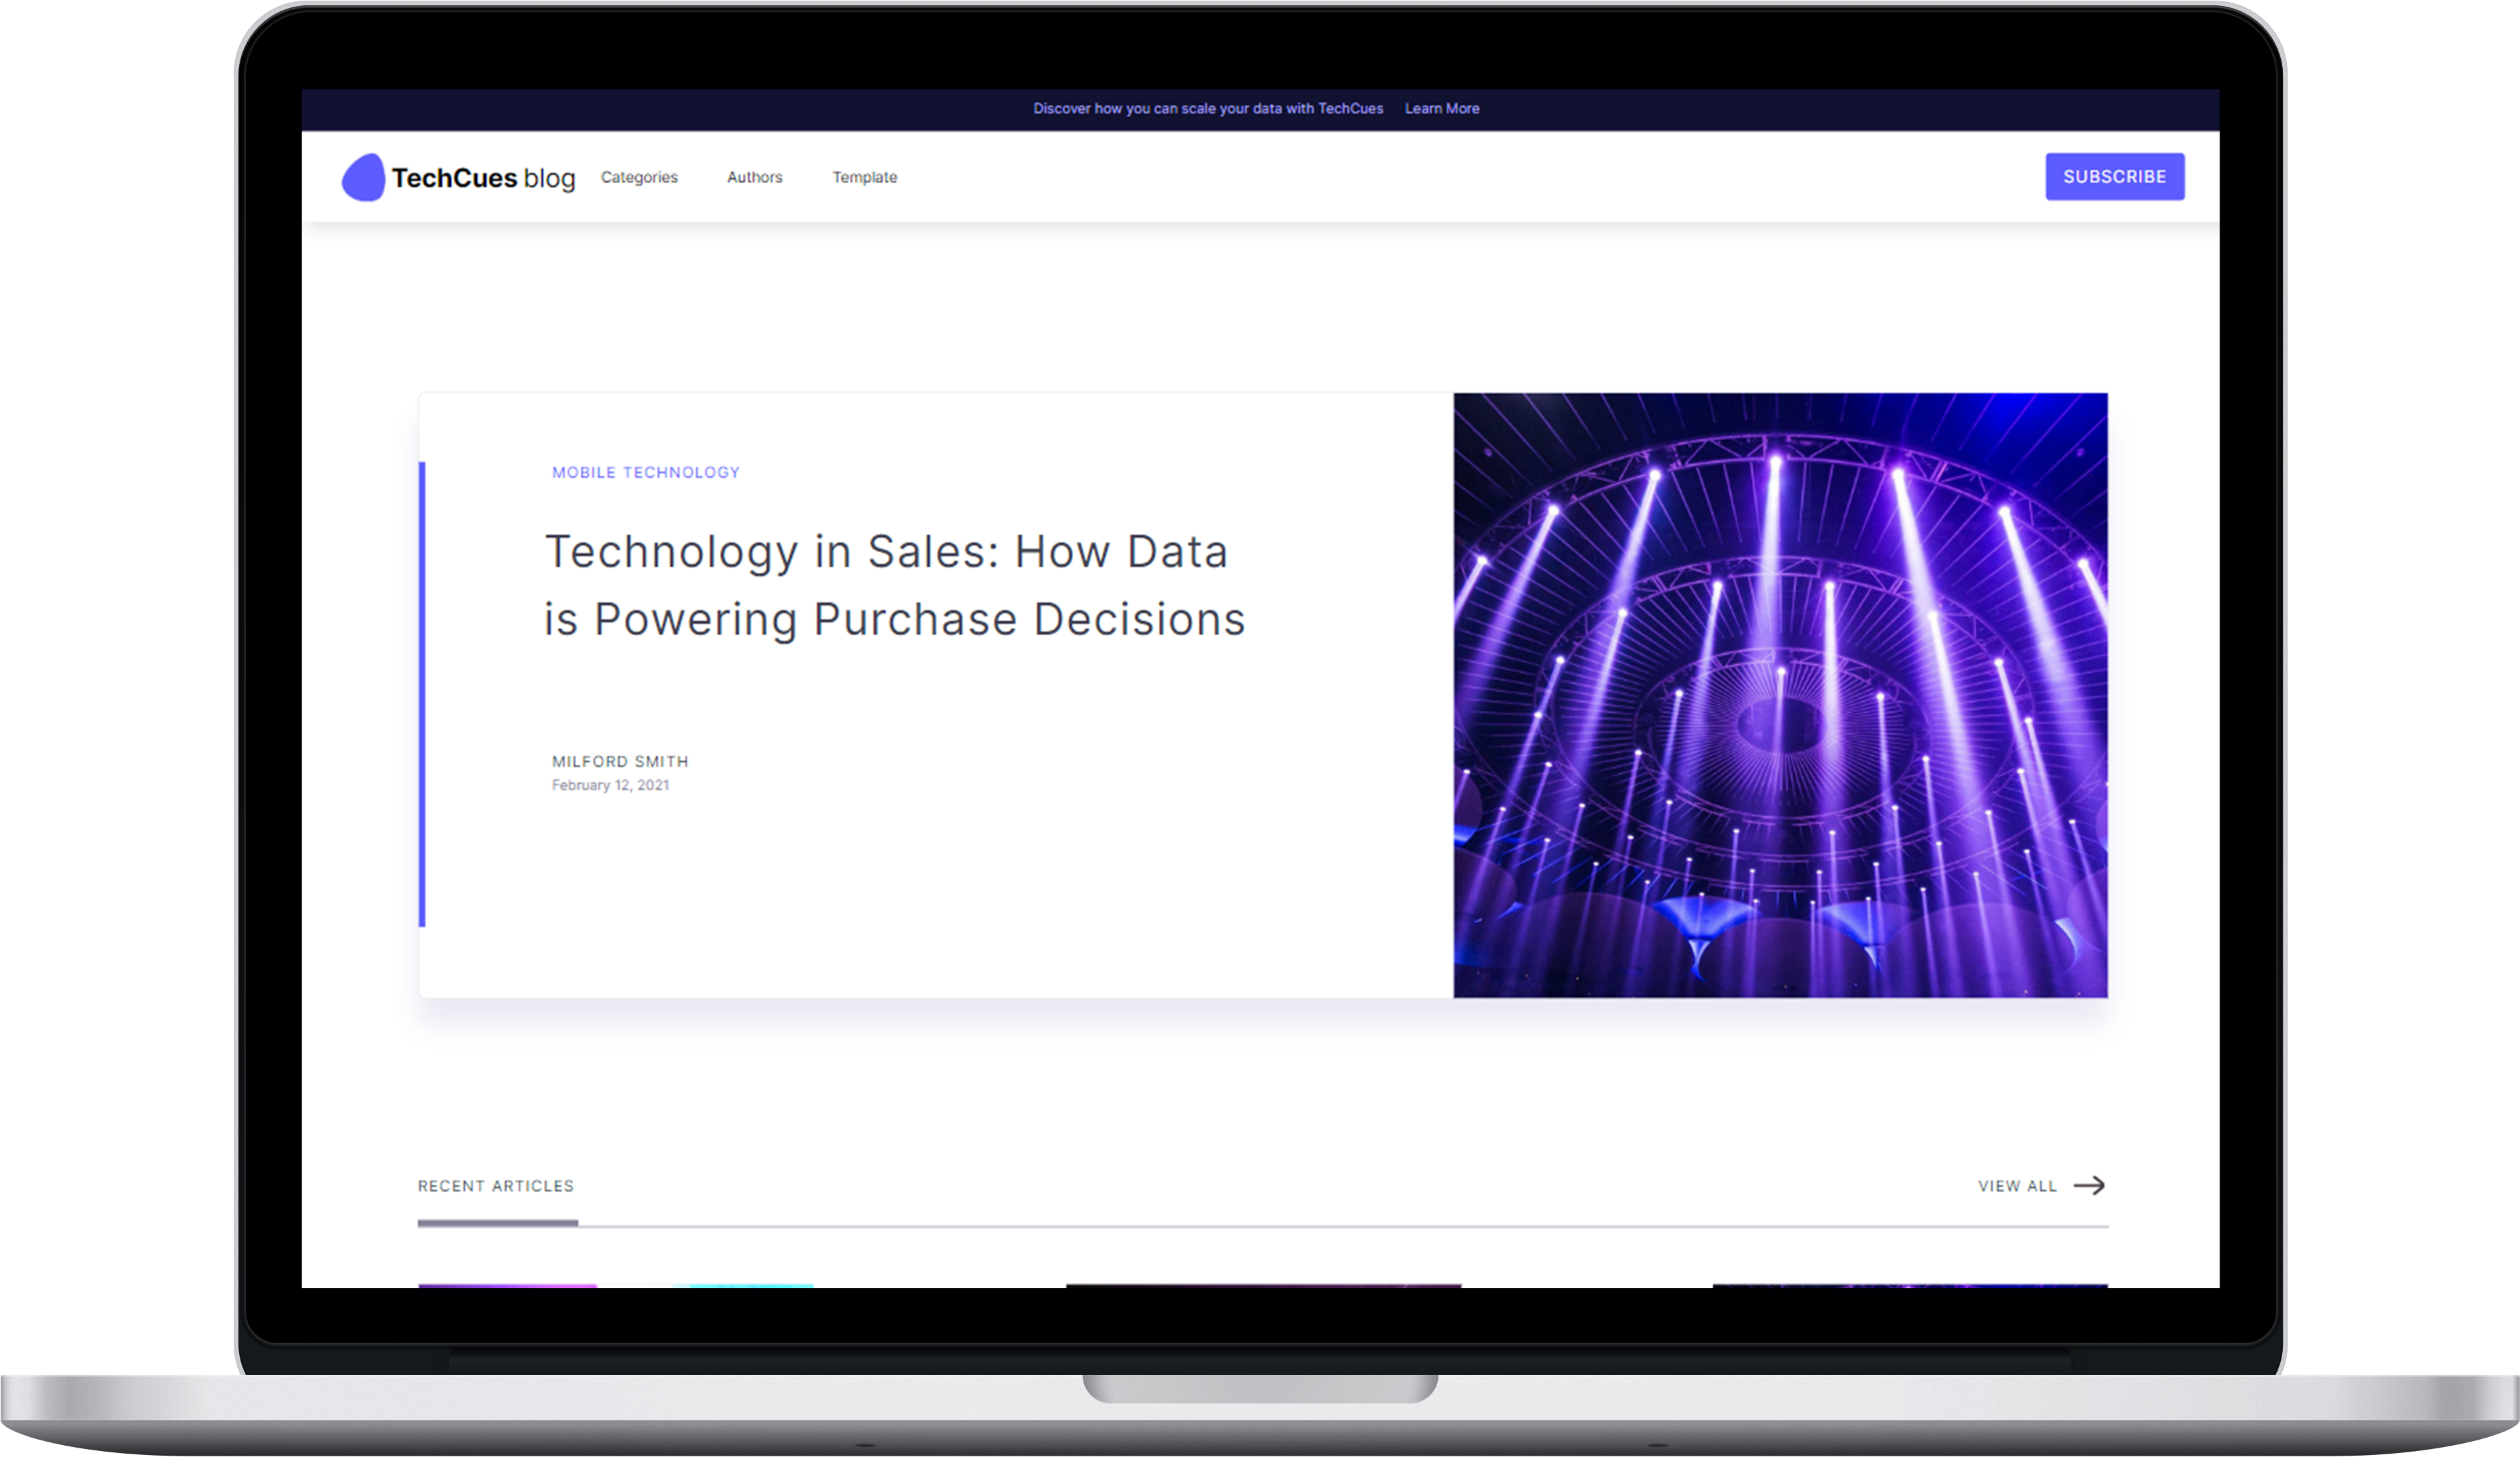 Discover how you can scale your data with TechCues Learn More
TechCues blog Categories Authors Template SUBSCRIBE
MOBILE TECHNOLOGY
Technology in Sales: How Data
is Powering Purchase Decisions
MILFORD SMITH
February 12, 2021
RECENT ARTICLES VIEW ALL